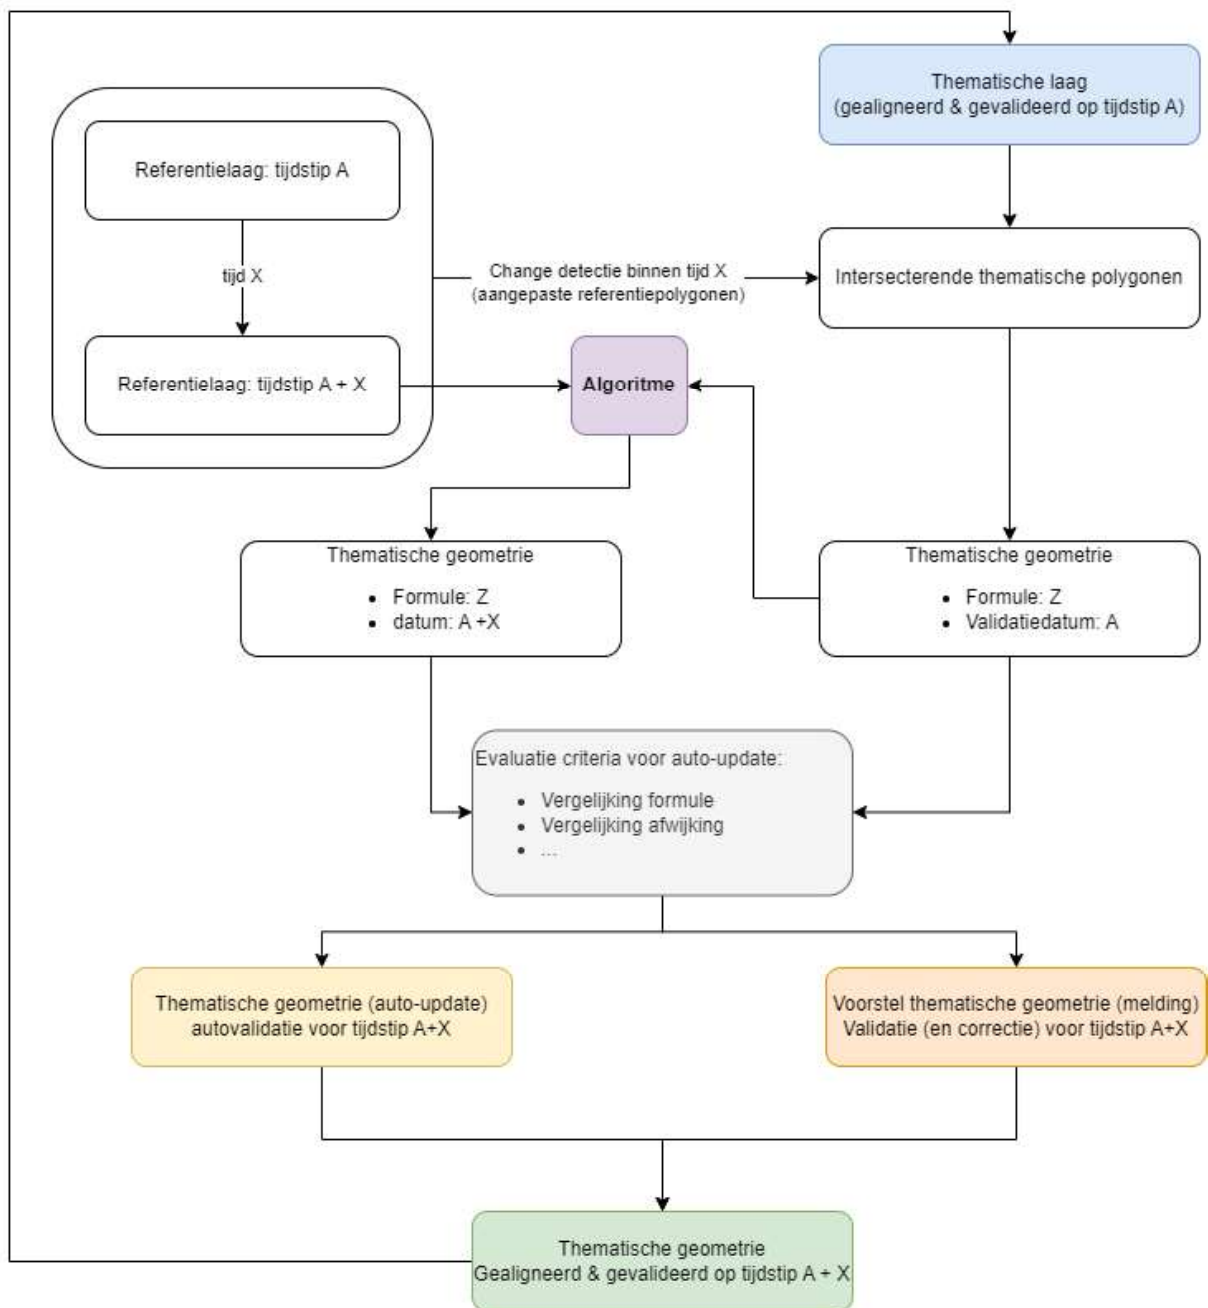 Thematische laag
(gealigneerd & gevalideerd op tijdstip A)
Referentielaag: tijdstip A
tijd X
Change detectie binnen tijd X
(aangepaste referentiepolygonen)
Intersecterende thematische polygonen
Referentielaag: tijdstip A + X
Algoritme
Thematische geometrie
• Formule: Z
• datum: A +X
Thematische geometrie
• Formule: Z
• Validatiedatum: A
Evaluatie criteria voor auto-update:
• Vergelijking formule
• Vergelijking afwijking
• ...
Thematische geometrie (auto-update)
autovalidatie voor tijdstip A+X
Voorstel thematische geometrie (melding)
Validatie (en correctie) voor tijdstip A+X
Thematische geometrie
Gealigneerd & gevalideerd op tijdstip A + X